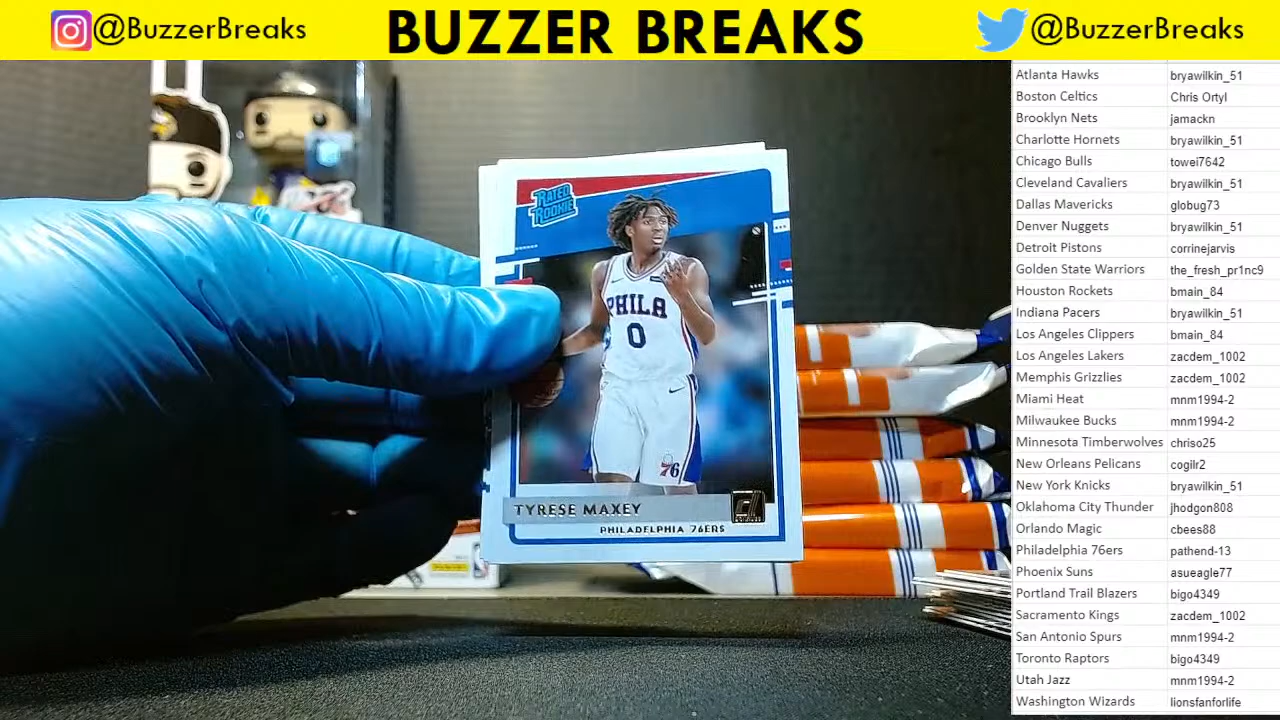 @BuzzerBreaks
BUZZER BREAKS
@BuzzerBreaks
Atlanta Hawks bryawilkin_51
Boston Celtics Chris Ortyl
Brooklyn Nets jamackn
Charlotte Hornets bryawilkin_51
Chicago Bulls towel7642
Cleveland Cavaliers bryawilkin_51
Dallas Mavericks globug73
Denver Nuggets bryawilkin_51
Detroit Pistons corrinejarvis
Golden State Warriors the_fresh_pr1nc9
Houston Rockets bmain_84
Indiana Pacers bryawilkin_51
Los Angeles Clippers bmain_84
Los Angeles Lakers zacdem_1002
Memphis Grizzlies zacdem_1002
Miami Heat mnm1994-2
Milwaukee Bucks mnm1994-2
Minnesota Timberwolves chriso25
New Orleans Pelicans cogilr2
New York Knicks bryawilkin_51
Oklahoma City Thunder jhodgon808
Orlando Magic cbees88
Philadelphia 76ers pathend-13
Phoenix Suns asueagle77
Portland Trail Blazers bigo4349
Sacramento Kings zacdem_1002
San Antonio Spurs mnm1994-2
Toronto Raptors bigo4349
Utah Jazz mnm1994-2
Washington Wizards lionsfanforlife
RATED
ROOKIE
PHILA
0
76
TYRESE MAXEY
PHILADELPHIA 76ERS